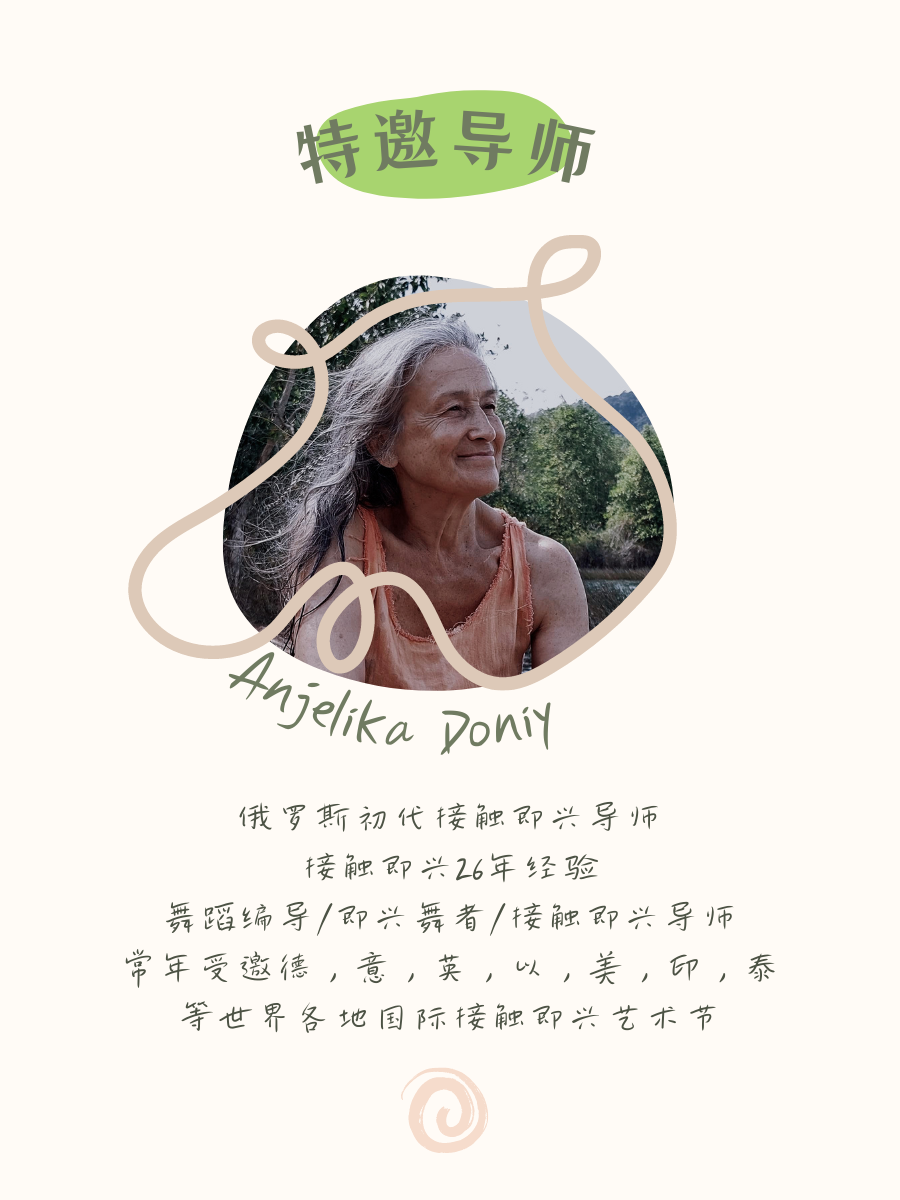 特邀导师
Anjelika Doniy
俄罗斯初代接触即兴导师
接触即兴26年经验
舞蹈编导/即兴舞者/接触即兴导师
常年受邀德，意，英，以，美，印，泰
等世界各地国际接触即兴艺术节